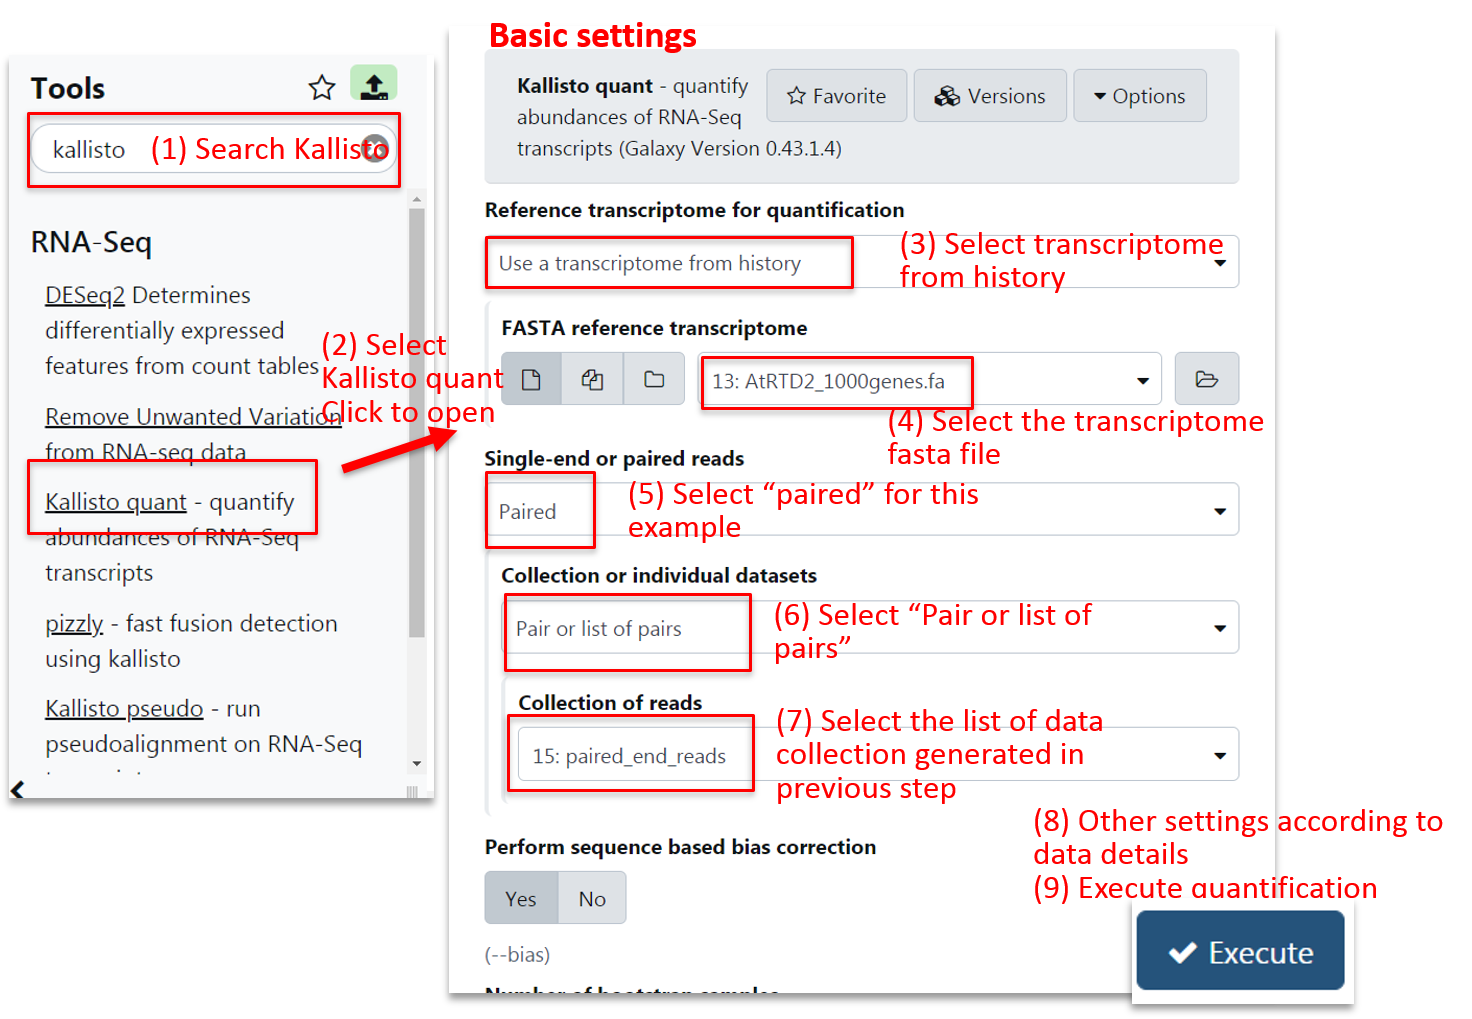 Tools
kallisto
(1) Search Kallisto
RNA-Seq
DESeq2 Determines
differentially expressed
features from count tables
Remove Unwanted Variation
from RNA-seq data
Kallisto quant - quantify
abundances of RNA-Seq
transcripts
pizzly - fast fusion detection
using kallisto
Kallisto pseudo - run
pseudoalignment on RNA-Seq
(2) Select
Kallisto quant
Click to open
Basic settings
Kallisto quant - quantify
abundances of RNA-Seq
transcripts (Galaxy Version 0.43.1.4)
Favorite
Versions
Options
Reference transcriptome for quantification
Use a transcriptome from history
(3) Select transcriptome
from history
FASTA reference transcriptome
13: AtRTD2_1000genes.fa
(4) Select the transcriptome
fasta file
Single-end or paired reads
Paired
(5) Select “paired” for this
example
Collection or individual datasets
Pair or list of pairs
(6) Select “Pair or list of
pairs”
Collection of reads
15: paired_end_reads
(7) Select the list of data
collection generated in
previous step
(8) Other settings according to
data details
(9) Execute quantification
Perform sequence based bias correction
Yes
No
(--bias)
Number of bootstrap samples
Execute